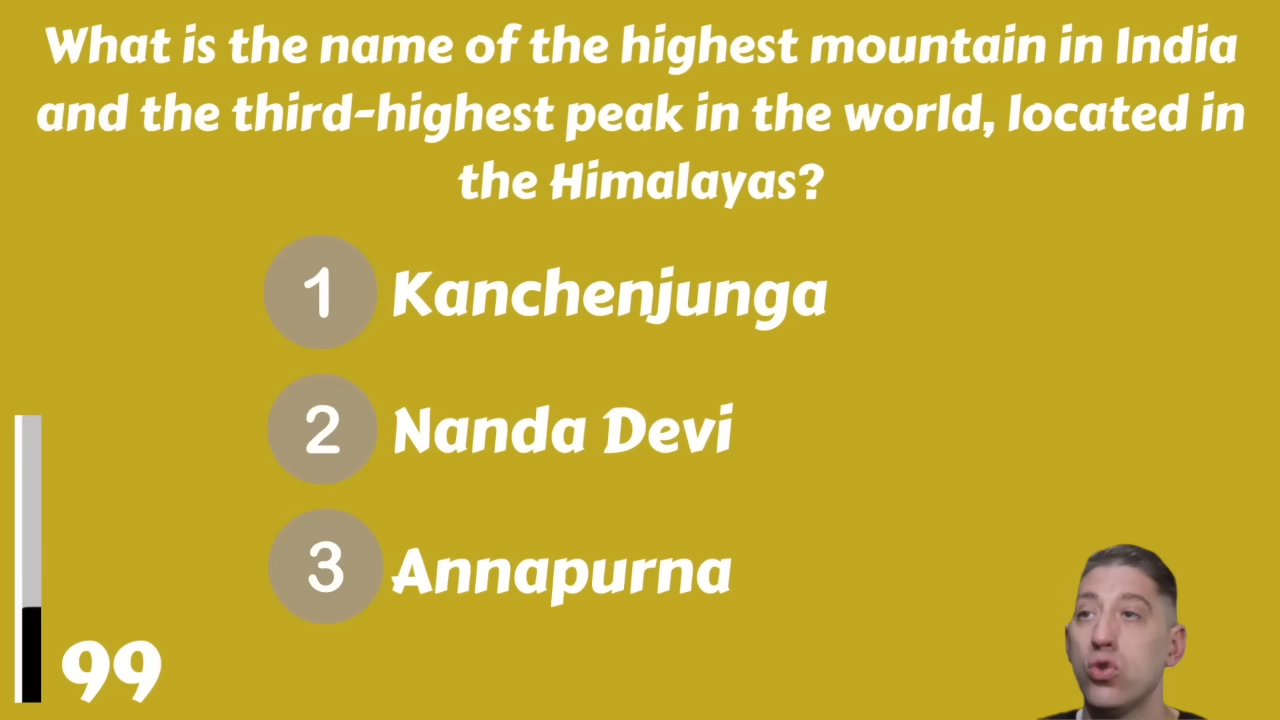 What is the name of the highest mountain in India
and the third-highest peak in the world, located in
the Himalayas?
1 Kanchenjunga
2 Nanda Devi
3 Annapurna
99